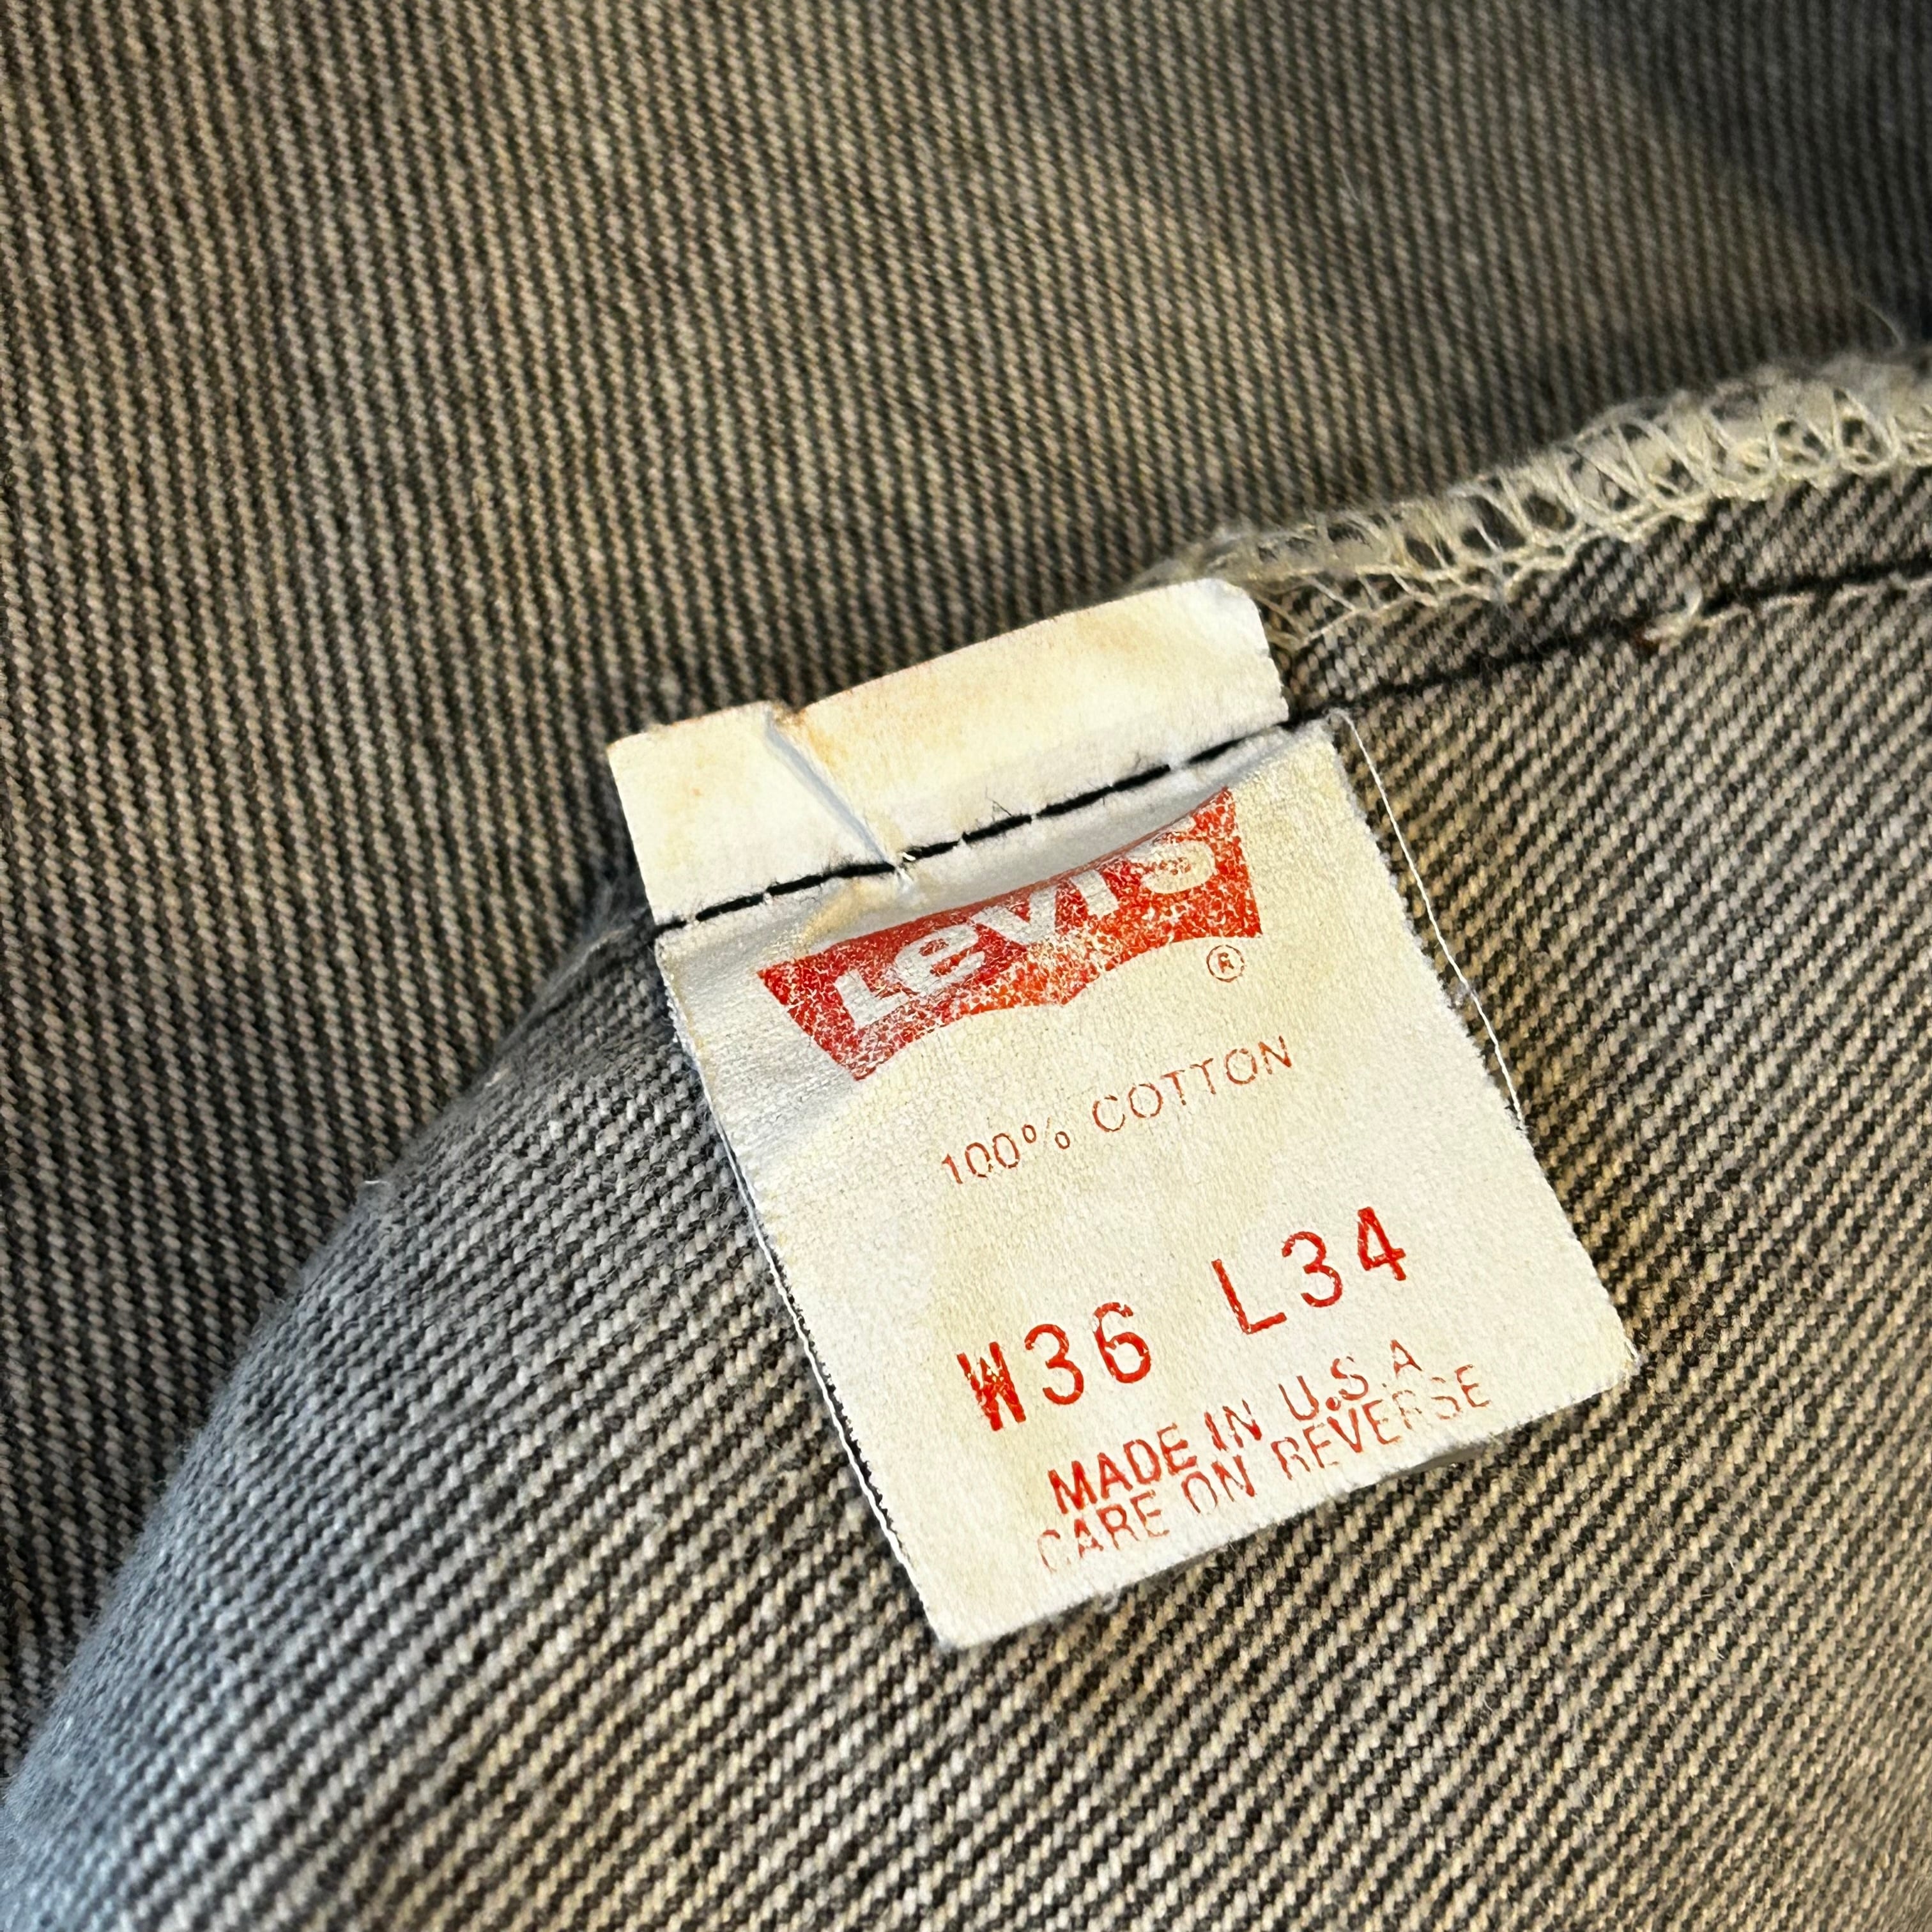 Levi's
®
100% COTTON
W36 L34
MADE IN U.S.A
CARE ON REVERSE